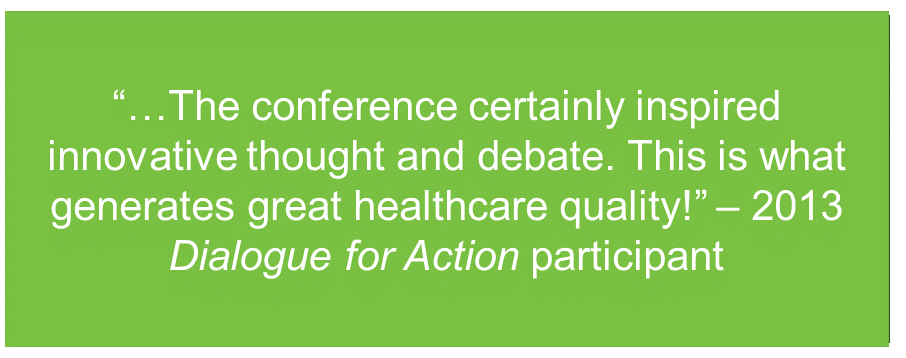 “…The conference certainly inspired
innovative thought and debate. This is what
generates great healthcare quality!” – 2013
Dialogue for Action participant